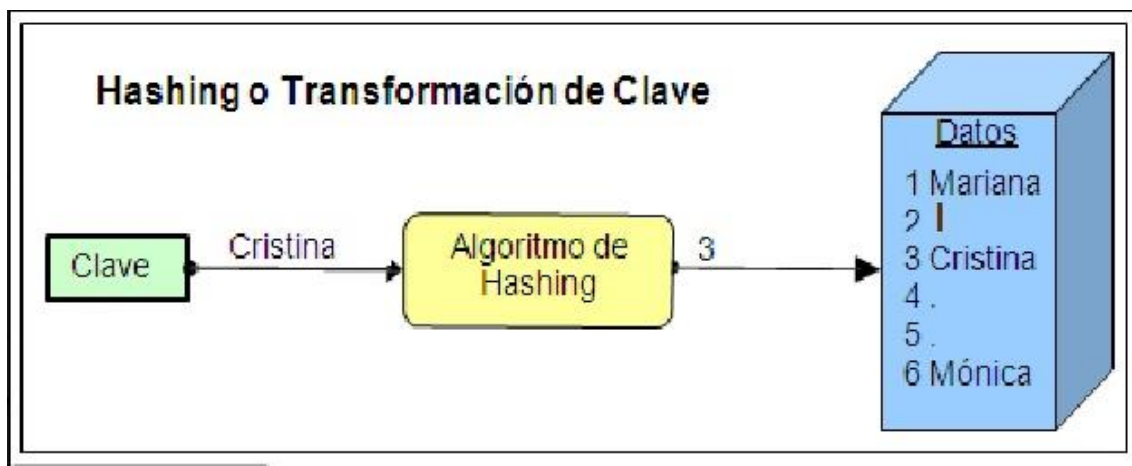 Hashing o Transformación de Clave
Clave
Cristina
Algoritmo de
Hashing
3
Datos
1 Mariana
2 |
3 Cristina
4 .
5 .
6 Mónica